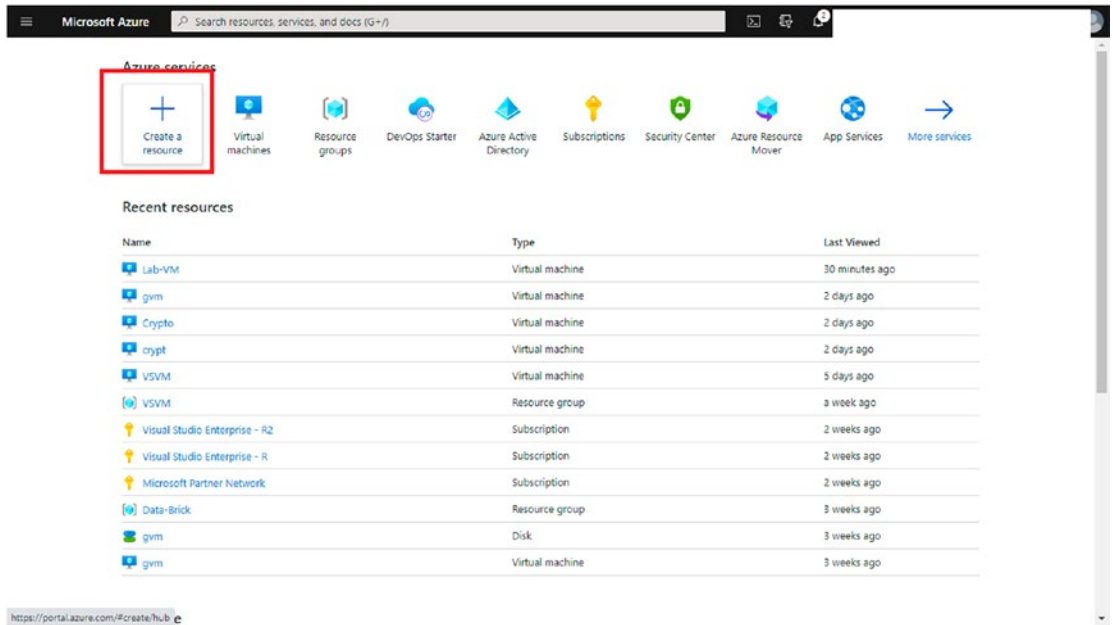 Microsoft Azure
Search resources, services, and docs (G+/)
2
Azure services
Create a
resource
Virtual
machines
Resource
groups
DevOps Starter
Azure Active
Directory
Subscriptions
Security Center
Azure Resource
Mover
App Services
More services
Recent resources
Name Type Last Viewed
Lab-VM Virtual machine 30 minutes ago
gvm Virtual machine 2 days ago
Crypto Virtual machine 2 days ago
crypt Virtual machine 2 days ago
VSVM Virtual machine 5 days ago
VSVM Resource group a week ago
Visual Studio Enterprise - R2 Subscription 2 weeks ago
Visual Studio Enterprise - R Subscription 2 weeks ago
Microsoft Partner Network Subscription 2 weeks ago
Data-Brick Resource group 3 weeks ago
gvm Disk 3 weeks ago
gvm Virtual machine 3 weeks ago
https://portal.azure.com/#create/hub e